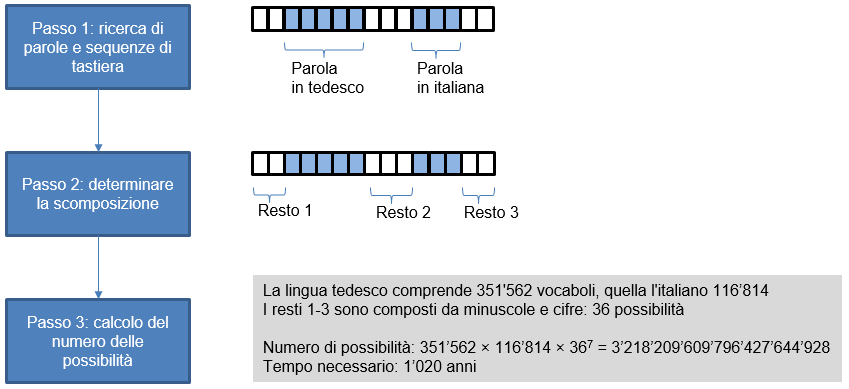 Passo 1: ricerca di
parole e sequenze di
tastiera
Parola
in tedesco
Parola
in italiana
Passo 2: determinare
la scomposizione
Resto 1
Resto 2
Resto 3
Passo 3: calcolo del
numero delle
possibilità
La lingua tedesco comprende 351'562 vocaboli, quella l'italiano 116’814
I resti 1-3 sono composti da minuscole e cifre: 36 possibilità
Numero di possibilità: 351’562 × 116’814 × 36⁷ = 3’218’209’609’796’427’644’928
Tempo necessario: 1’020 anni